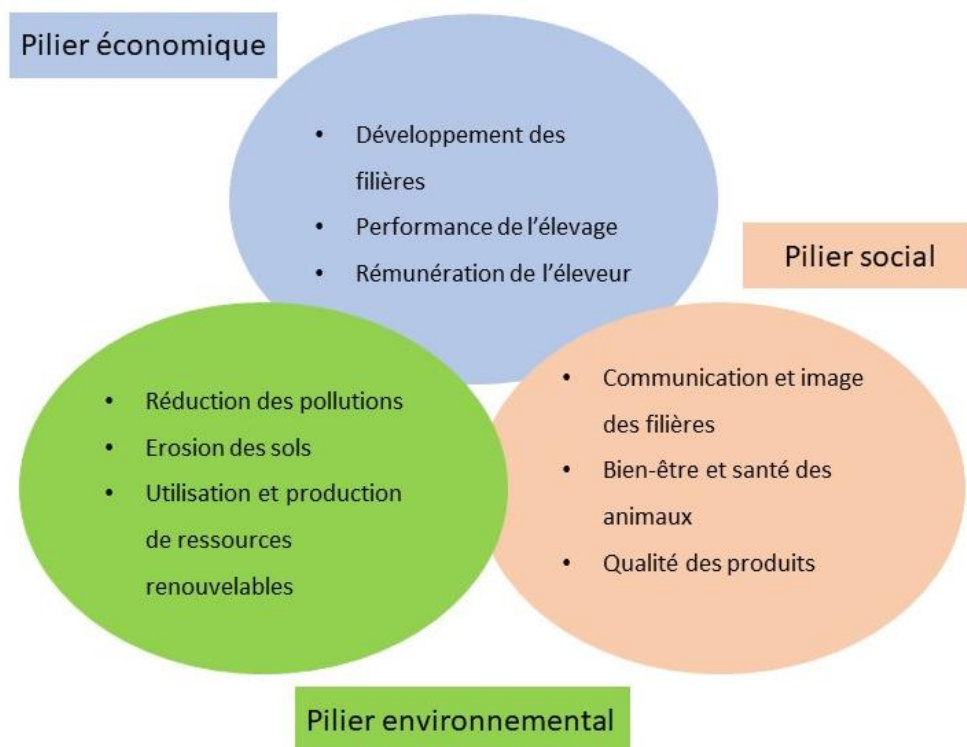 Pilier économique
• Développement des
filières
• Performance de l'élevage
• Rémunération de l'éleveur
Pilier social
• Communication et image
des filières
• Bien-être et santé des
animaux
• Qualité des produits
• Réduction des pollutions
• Erosion des sols
• Utilisation et production
de ressources
renouvelables
Pilier environnemental